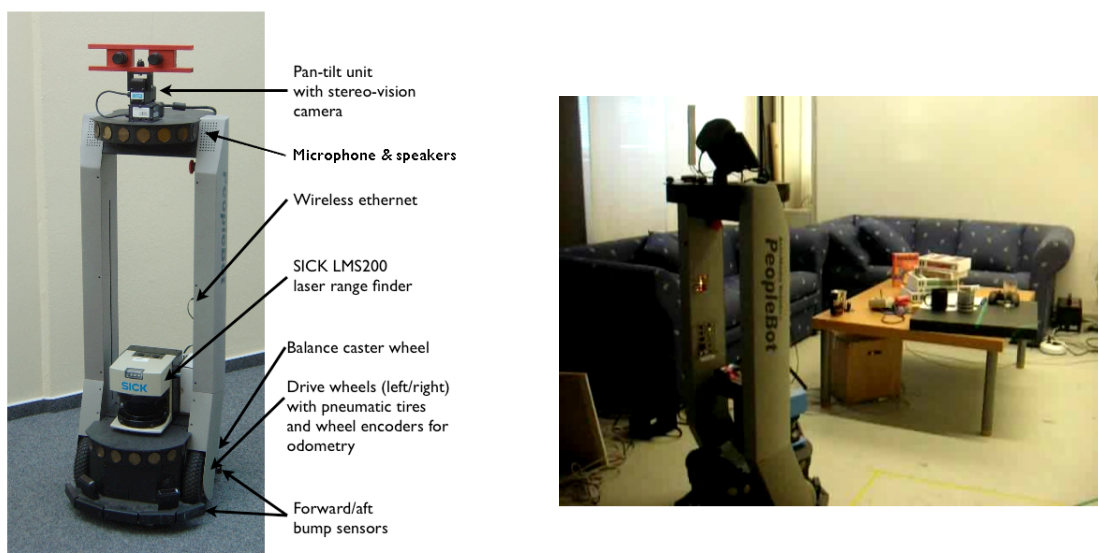 Pan-tilt unit
with stereo-vision
camera
Microphone & speakers
Wireless ethernet
SICK LMS200
laser range finder
Balance caster wheel
Drive wheels (left/right)
with pneumatic tires
and wheel encoders for
odometry
Forward/aft
bump sensors
SICK
PeopleBot
PeopleBot